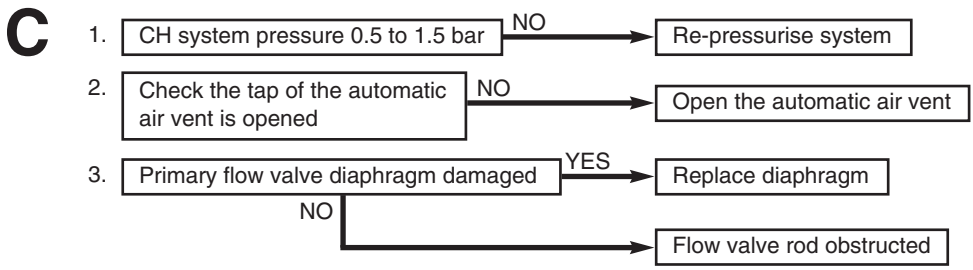 C
1. CH system pressure 0.5 to 1.5 bar NO Re-pressurise system
2. Check the tap of the automatic
air vent is opened
NO Open the automatic air vent
3. Primary flow valve diaphragm damaged YES Replace diaphragm
NO
Flow valve rod obstructed